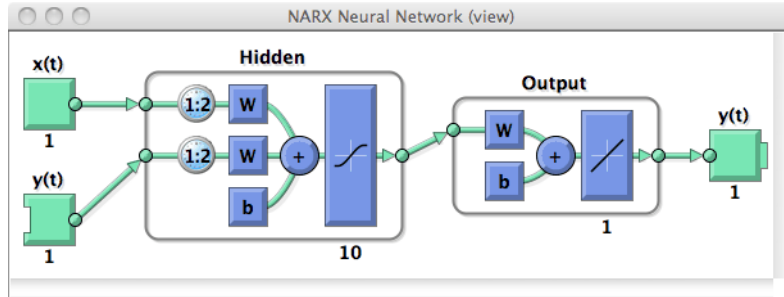 NARX Neural Network (view)
Hidden
x(t)
1:2
W
1
Output
y(t)
W
y(t)
1:2
W
+
+
1
b
b
1
10
1